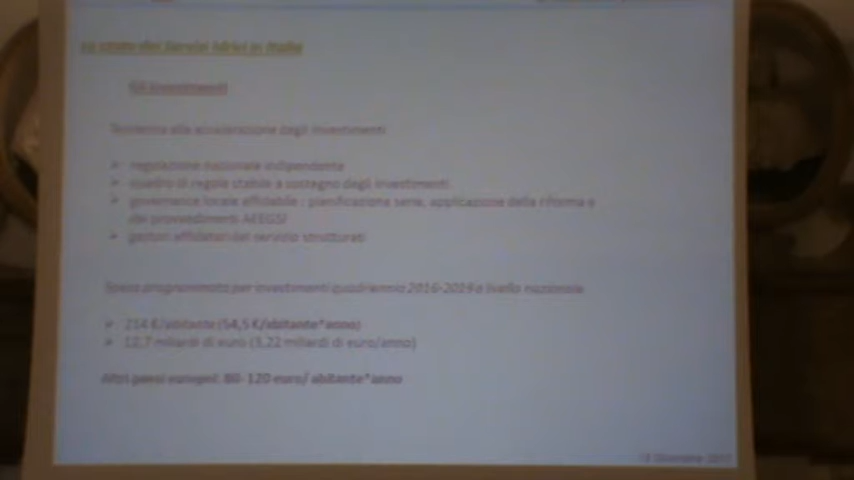 Lo stato dei Servizi Idrici in Italia
Gli investimenti
Tendenza alla accelerazione degli investimenti
➢ regolazione nazionale indipendente
➢ quadro di regole stabile a sostegno degli investimenti
➢ governance locale affidabile : pianificazione seria, applicazione della riforma e
dei provvedimenti AEEGSI
➢ gestori affidatari del servizio strutturati
Spesa programmata per investimenti quadriennio 2016-2019 a livello nazionale
➢ 214 €/abitante (54,5 €/abitante*anno)
➢ 12,7 miliardi di euro (3,22 miliardi di euro/anno)
Altri paesi europei: 80- 120 euro/ abitante*anno